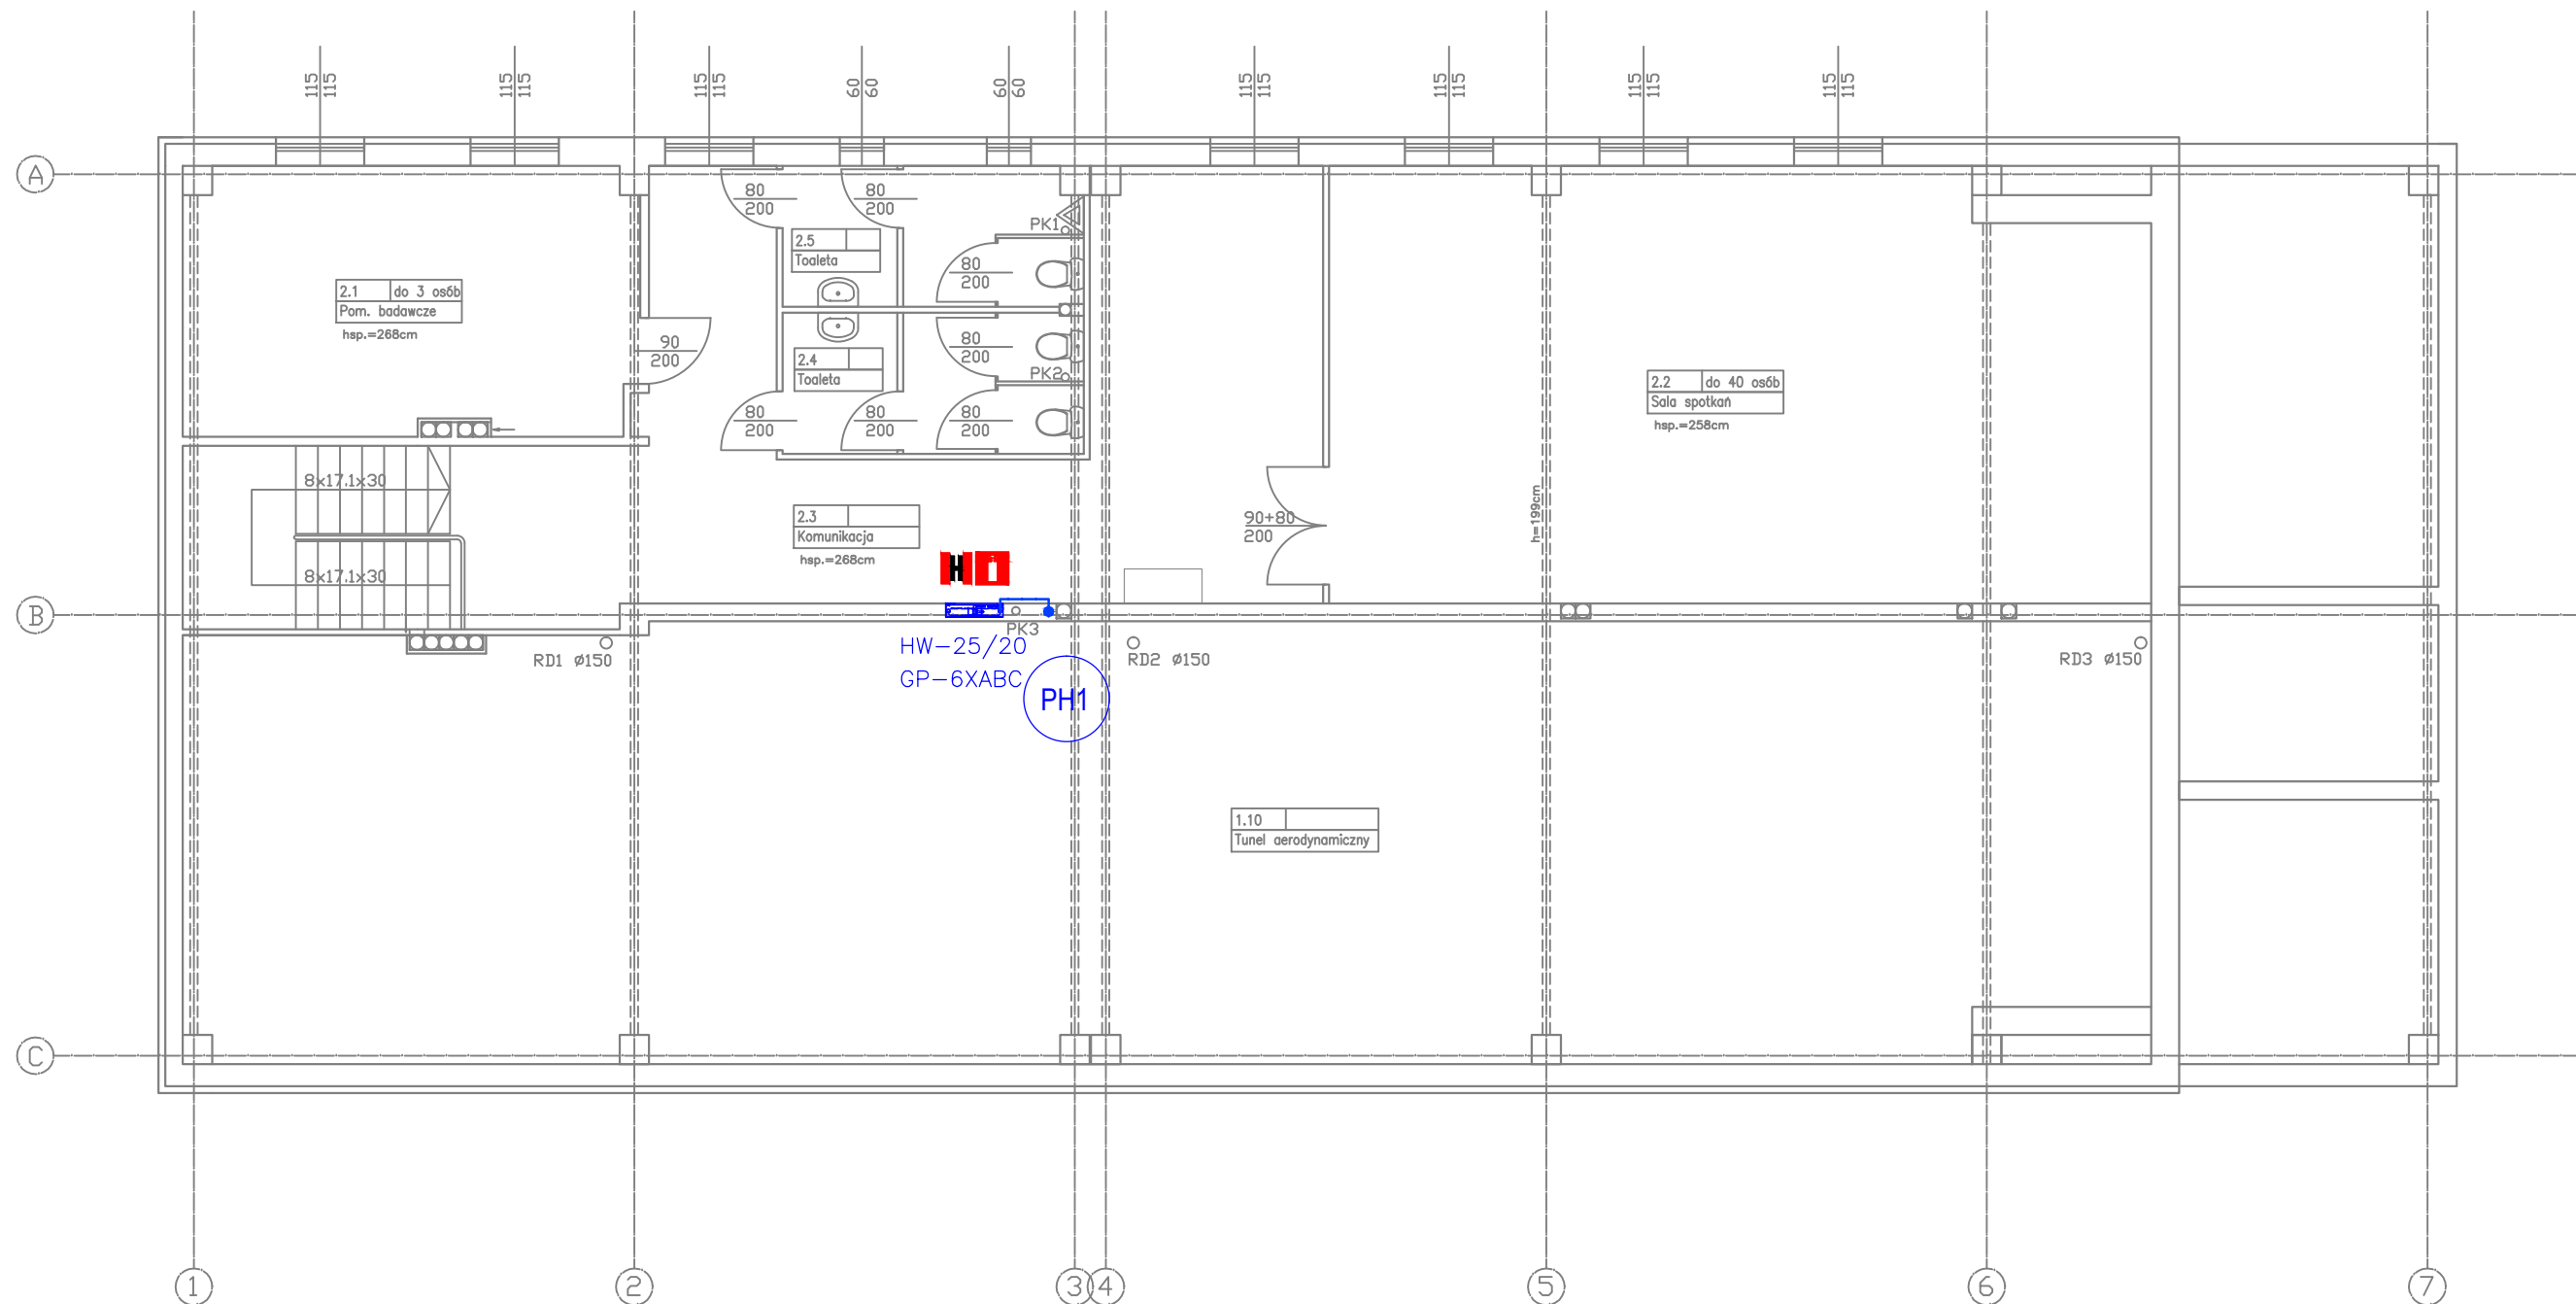 115
115
115
115
115
115
60
60
60
60
115
115
115
115
115
115
115
115
A
80
200
80
200
PK1
2.5
Toaleta
80
200
2.1 do 3 osób
Pom. badawcze
hsp.=268cm
90
200
80
200
2.4
Toaleta
PK2
2.2 do 40 osób
Sala spotkań
hsp.=258cm
80
200
80
200
80
200
8x17.1x30
2.3
Komunikacja
hsp.=268cm
90+80
200
h=199cm
H
8x17.1x30
B
PK3
RD1 ø150
HW-25/20
GP-6XABC
PH1
RD2 ø150
RD3 ø150
1.10
Tunel aerodynamiczny
C
1
2
3
4
5
6
7